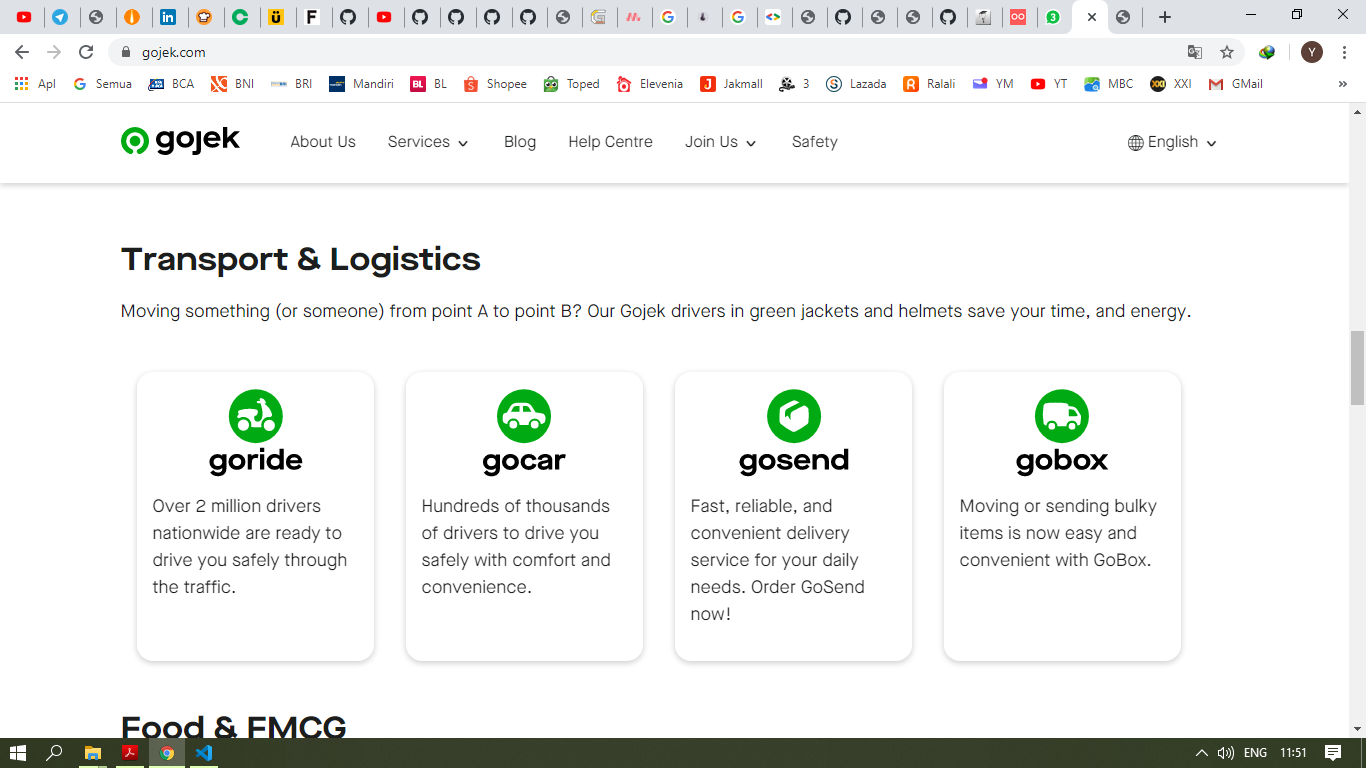 gojek.com
Y
Apl
Semua
BCA
BNI
BRI
Mandiri
BL
Shopee
Toped
Elevenia
Jakmall
3
Lazada
Ralali
YM
YT
MBC
XXI
GMail
»
gojek
About Us
Services
Blog
Help Centre
Join Us
Safety
English
Transport & Logistics
Moving something (or someone) from point A to point B? Our Gojek drivers in green jackets and helmets save your time, and energy.
goride
Over 2 million drivers
nationwide are ready to
drive you safely through
the traffic.
gocar
Hundreds of thousands
of drivers to drive you
safely with comfort and
convenience.
gosend
Fast, reliable, and
convenient delivery
service for your daily
needs. Order GoSend
now!
gobox
Moving or sending bulky
items is now easy and
convenient with GoBox.
Food & FMCG
ENG
11:51